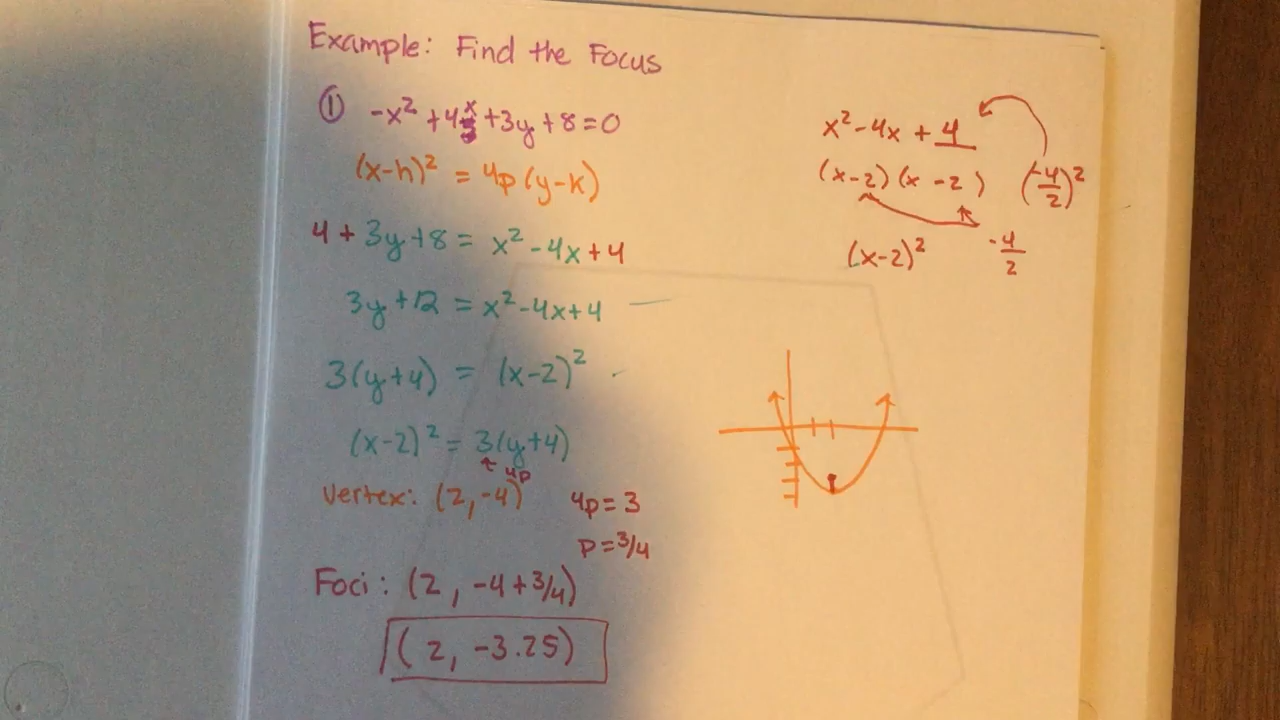 Example: Find the Focus
① -x² + 4x + 3y + 8 = 0
(x-h)² = 4p(y-k)
4 + 3y + 8 = x² - 4x + 4
3y + 12 = x² - 4x + 4
3(y+4) = (x-2)²
(x-2)² = 3(y+4)
4p
Vertex: (2, -4)
4p = 3
p = 3/4
Foci: (2, -4 + 3/4)
(2, -3.25)
x² - 4x + 4
(x-2)(x-2) (-4/2)²
(x-2)² -4/2